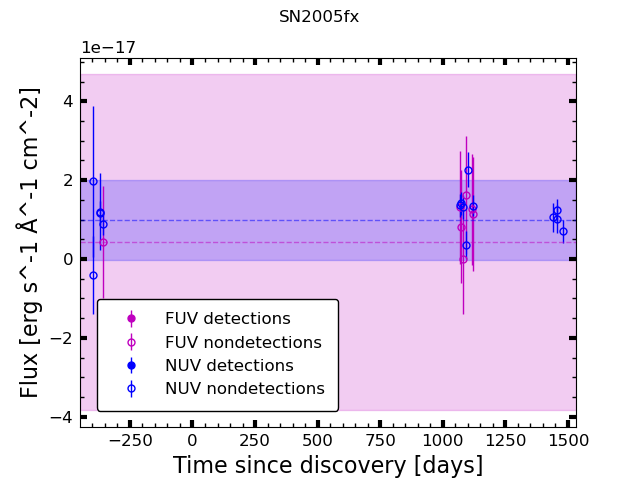 SN2005fx
1e−17
Flux [erg s^-1 Å^-1 cm^-2]
4
2
0
−2
−4
FUV detections
FUV nondetections
NUV detections
NUV nondetections
−250 0 250 500 750 1000 1250 1500
Time since discovery [days]